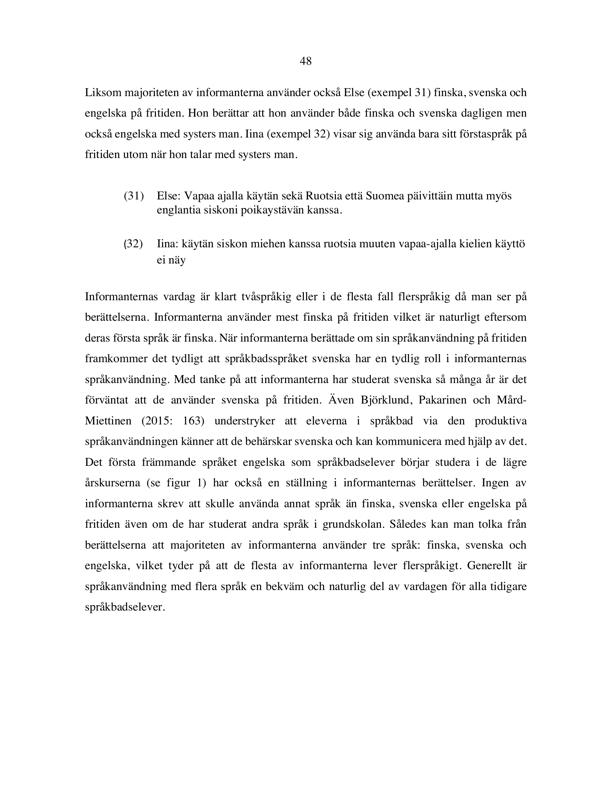 48
Liksom majoriteten av informanterna använder också Else (exempel 31) finska, svenska och
engelska på fritiden. Hon berättar att hon använder både finska och svenska dagligen men
också engelska med systers man. Iina (exempel 32) visar sig använda bara sitt förstaspråk på
fritiden utom när hon talar med systers man.
(31) Else: Vapaa ajalla käytän sekä Ruotsia että Suomea päivittäin mutta myös
englantia siskoni poikaystävän kanssa.
(32) Iina: käytän siskon miehen kanssa ruotsia muuten vapaa-ajalla kielien käyttö
ei näy
Informanternas vardag är klart tvåspråkig eller i de flesta fall flerspråkig då man ser på
berättelserna. Informanterna använder mest finska på fritiden vilket är naturligt eftersom
deras första språk är finska. När informanterna berättade om sin språkanvändning på fritiden
framkommer det tydligt att språkbadsspråket svenska har en tydlig roll i informanternas
språkanvändning. Med tanke på att informanterna har studerat svenska så många år är det
förväntat att de använder svenska på fritiden. Även Björklund, Pakarinen och Mård-
Miettinen (2015: 163) understryker att eleverna i språkbad via den produktiva
språkanvändningen känner att de behärskar svenska och kan kommunicera med hjälp av det.
Det första främmande språket engelska som språkbadselever börjar studera i de lägre
årskurserna (se figur 1) har också en ställning i informanternas berättelser. Ingen av
informanterna skrev att skulle använda annat språk än finska, svenska eller engelska på
fritiden även om de har studerat andra språk i grundskolan. Således kan man tolka från
berättelserna att majoriteten av informanterna använder tre språk: finska, svenska och
engelska, vilket tyder på att de flesta av informanterna lever flerspråkigt. Generellt är
språkanvändning med flera språk en bekväm och naturlig del av vardagen för alla tidigare
språkbadselever.